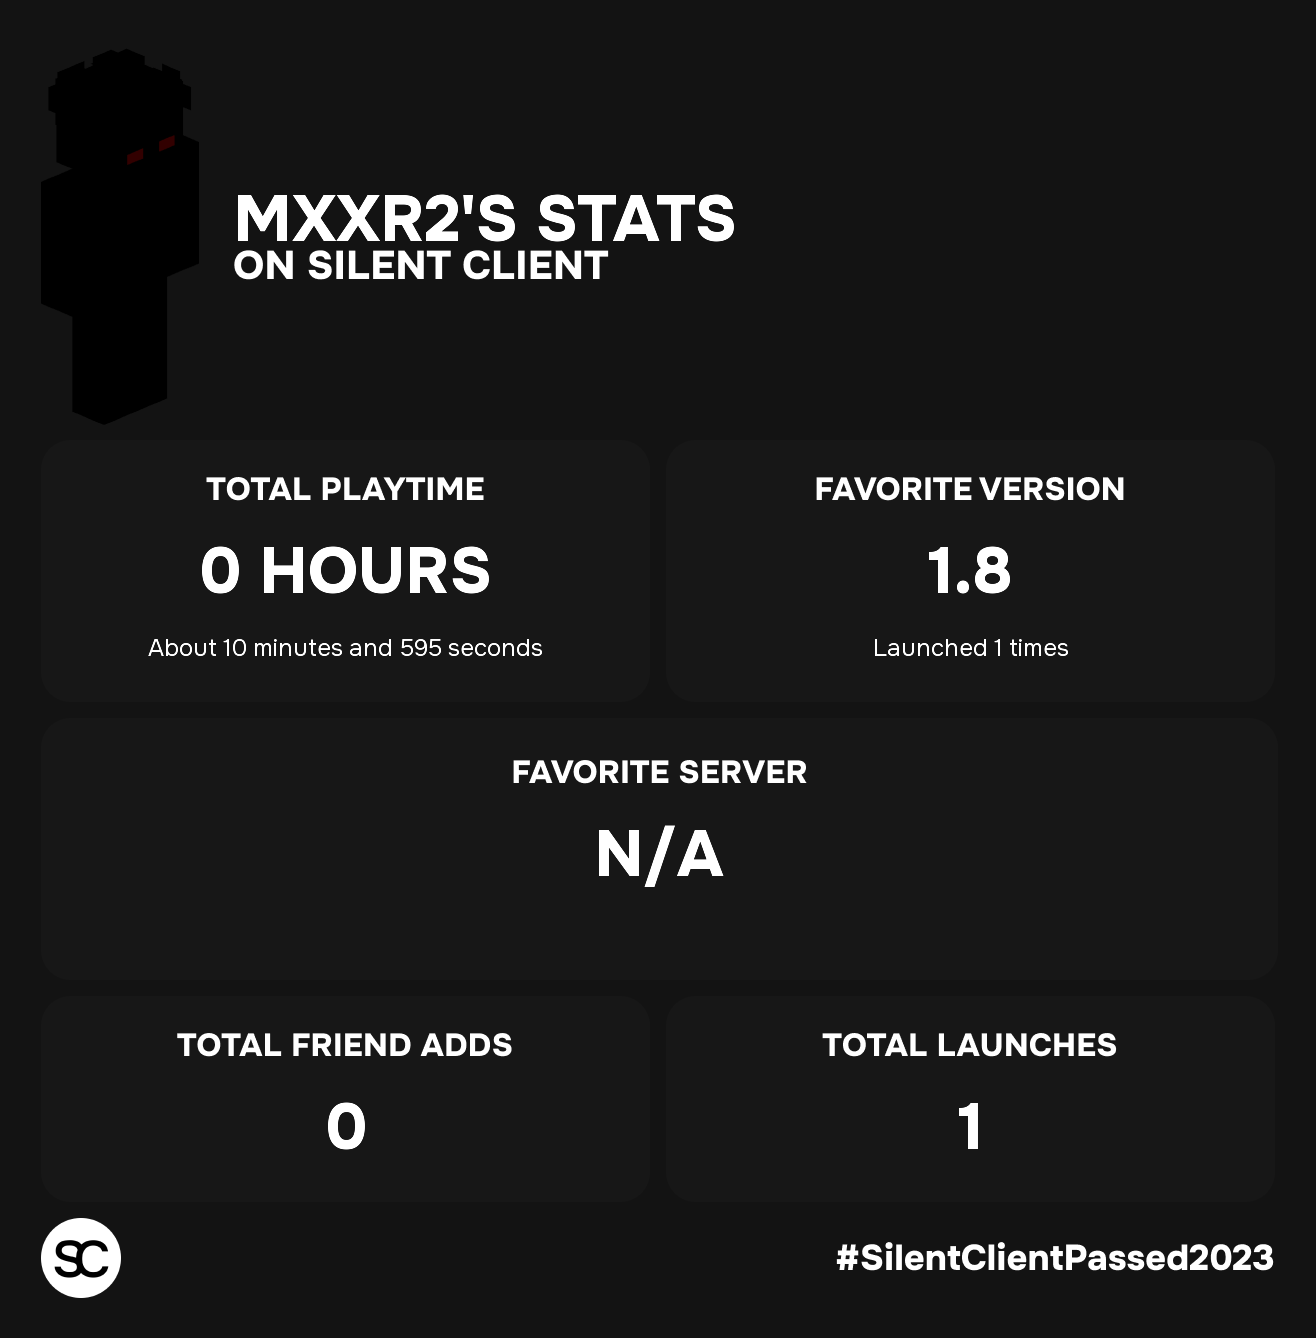 MXXR2'S STATS
ON SILENT CLIENT
TOTAL PLAYTIME
0 HOURS
About 10 minutes and 595 seconds
FAVORITE VERSION
1.8
Launched 1 times
FAVORITE SERVER
N/A
TOTAL FRIEND ADDS
0
TOTAL LAUNCHES
1
SC
#SilentClientPassed2023